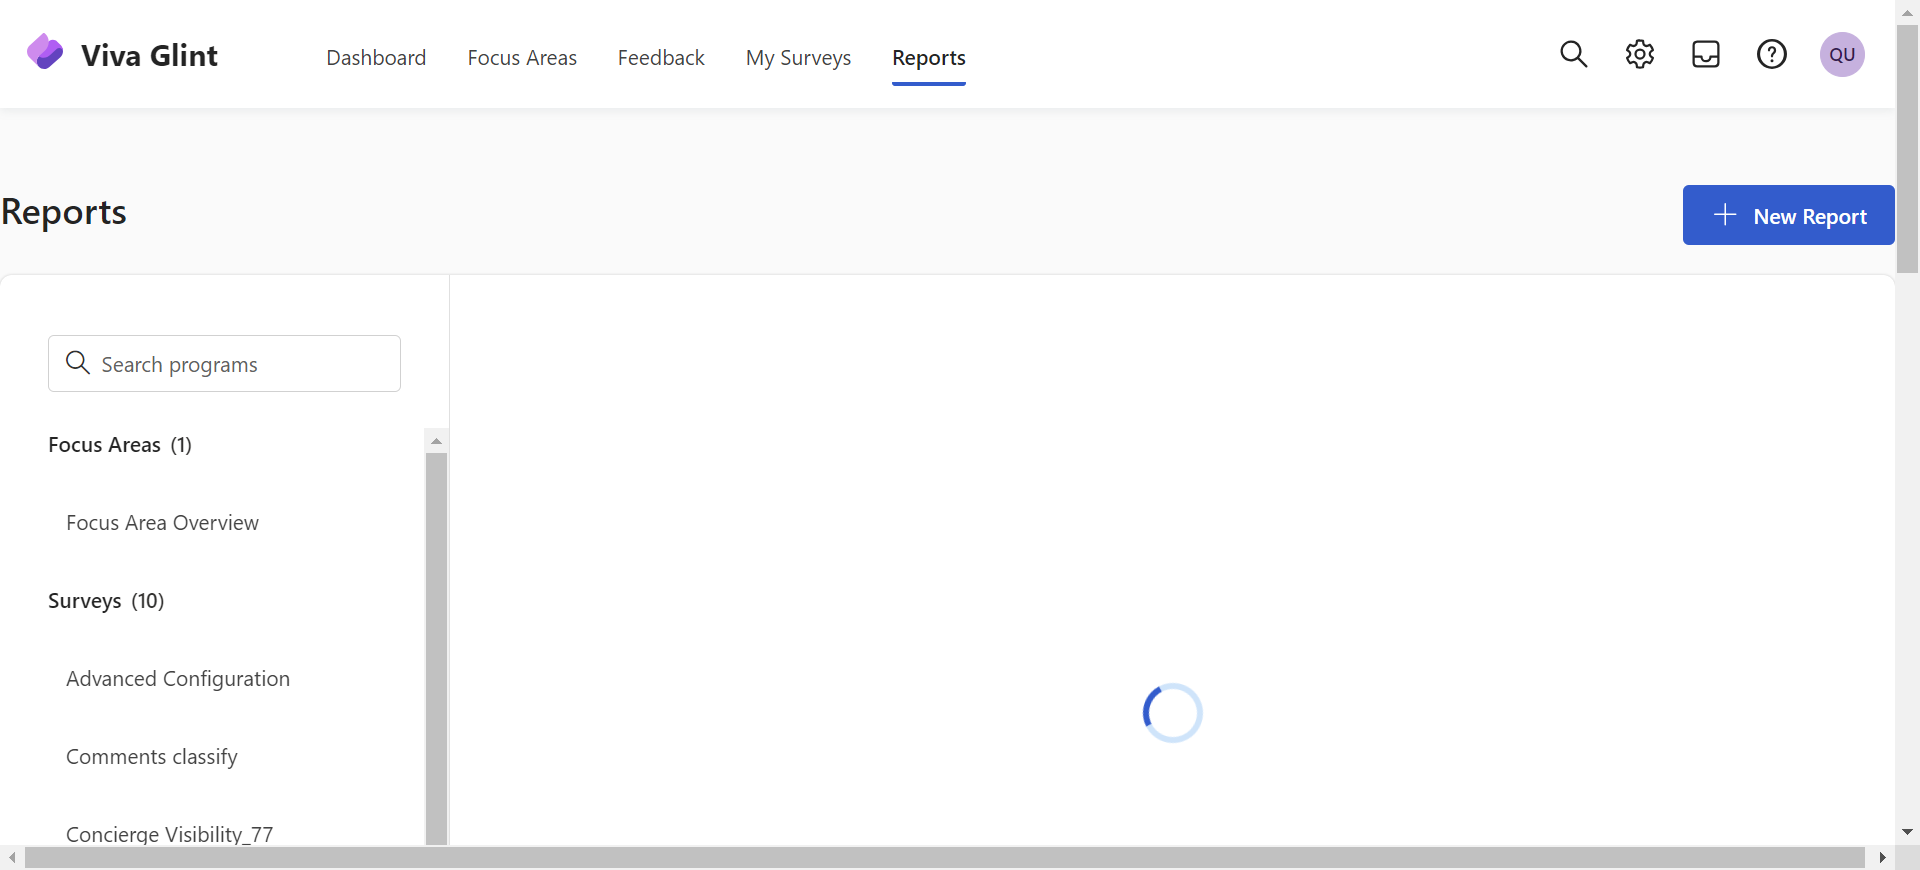 Viva Glint
Dashboard
Focus Areas
Feedback
My Surveys
Reports
QU
Reports
New Report
Search programs
Focus Areas (1)
Focus Area Overview
Surveys (10)
Advanced Configuration
Comments classify
Concierge Visibility_77